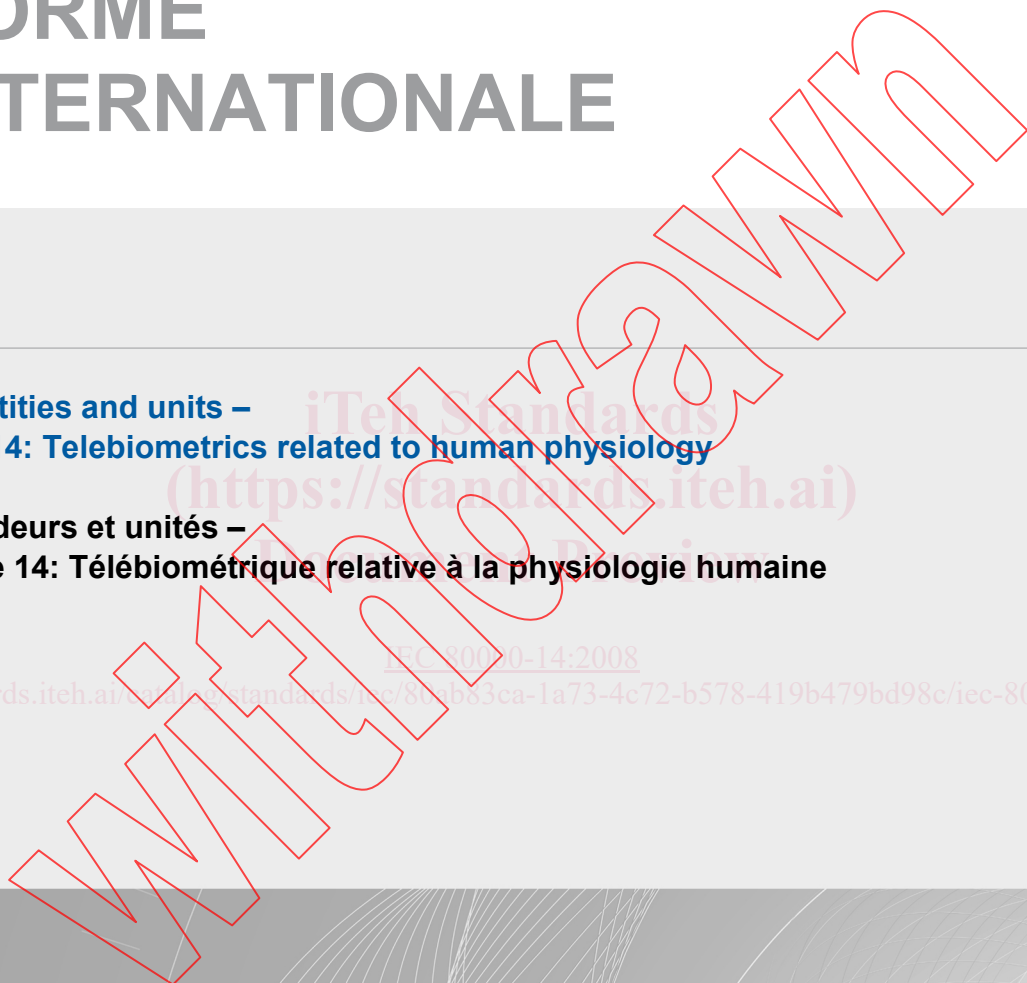 ORME
TERNATIONALE
tities and units –
4: Telebiometrics related to human physiology
deurs et unités –
e 14: Télébiométrique relative à la physiologie humaine
iTeh Standards
(https://standards.iteh.ai)
Document Preview
IEC 80000-14:2008
ds.iteh.ai/catalog/standards/iec/80ab83ca-1a73-4c72-b578-419b479bd98c/iec-80
withdrawn